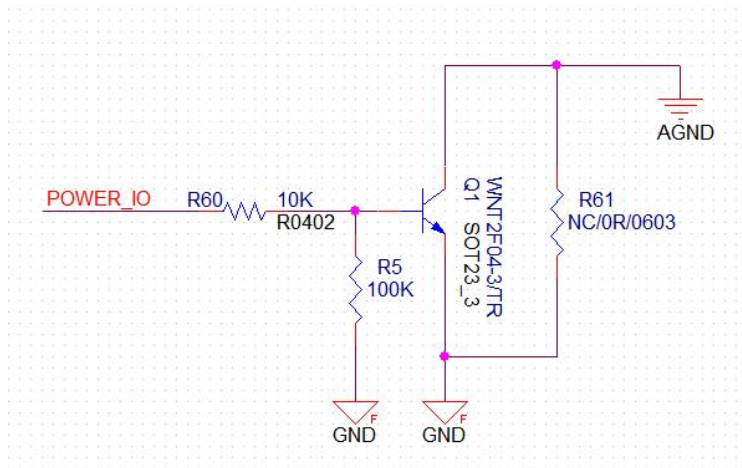 POWER_IO
R60
10K
R0402
R5
100K
Q1
WNT2F04-3/TR
SOT23_3
R61
NC/0R/0603
AGND
F
GND
F
GND